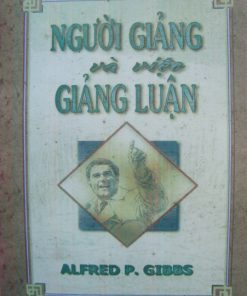 NGƯỜI GIẢNG
và việc
GIẢNG LUẬN
ALFRED P. GIBBS